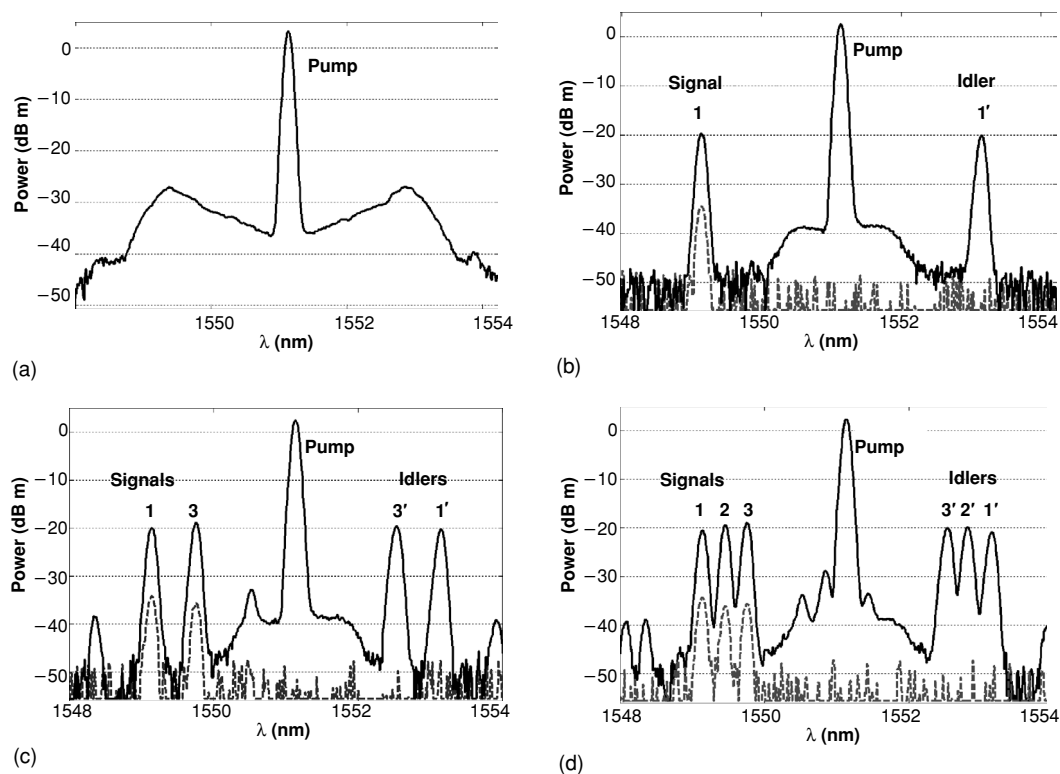 0
−10
−20
−30
−40
−50
Power (dB m)
Pump
1550
1552
1554
λ (nm)
(a)
0
−10
−20
−30
−40
−50
Power (dB m)
Signal
1
Pump
Idler
1′
1548
1550
1552
1554
λ (nm)
(b)
0
−10
−20
−30
−40
−50
Power (dB m)
Signals
1 3
Pump
Idlers
3′ 1′
1548
1550
1552
1554
λ (nm)
(c)
0
−10
−20
−30
−40
−50
Power (dB m)
Signals
1 2 3
Pump
Idlers
3′ 2′ 1′
1548
1550
1552
1554
λ (nm)
(d)